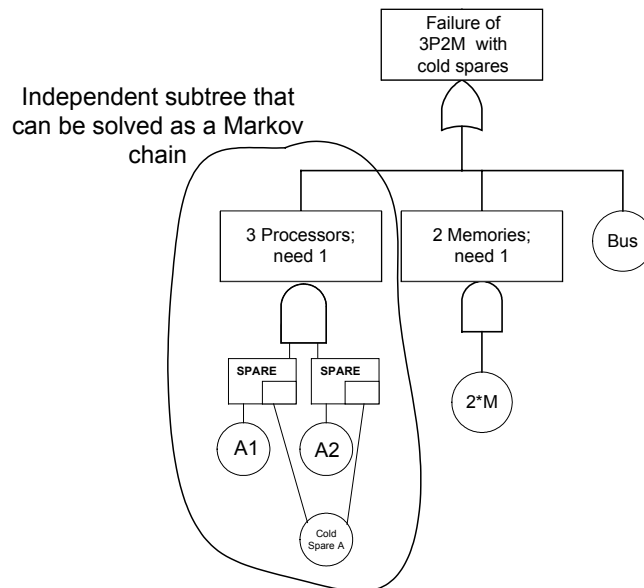 Failure of
3P2M with
cold spares
Independent subtree that
can be solved as a Markov
chain
3 Processors;
need 1
2 Memories;
need 1
Bus
SPARE
SPARE
2*M
A1
A2
Cold
Spare A